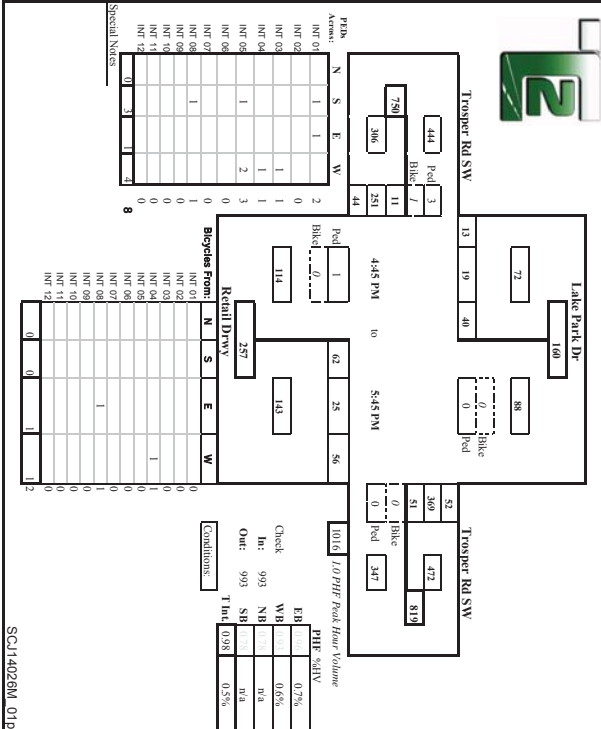 T2
Trosper Rd SW
Lake Park Dr
Trosper Rd SW
Retail Drwy
160
72
88
13
19
40
Bike
0
0
Ped
750
444
306
Ped
3
Bike
1
11
251
44
4:45 PM
to
5:45 PM
52
369
51
472
819
347
0
Bike
0
Ped
Ped
1
Bike
0
114
62
25
56
143
257
1016
1.0 PHF Peak Hour Volume
PHF
%HV
EB
0.96
0.7%
WB
0.93
0.6%
NB
0.78
n/a
SB
0.78
n/a
T Int.
0.98
0.5%
Check
In:
993
Out:
993
Conditions:
PEDs
Across:
N
S
E
W
INT 01
1
1
2
INT 02
0
INT 03
1
1
INT 04
1
1
INT 05
1
2
3
INT 06
0
INT 07
0
INT 08
1
1
INT 09
0
INT 10
0
INT 11
0
INT 12
0
0
3
1
4
8
Special Notes
Bicycles From:
N
S
E
W
INT 01
0
INT 02
0
INT 03
0
INT 04
1
1
INT 05
0
INT 06
0
INT 07
0
INT 08
1
1
INT 09
0
INT 10
0
INT 11
0
INT 12
0
0
0
1
1
2
SCJ14026M_01p